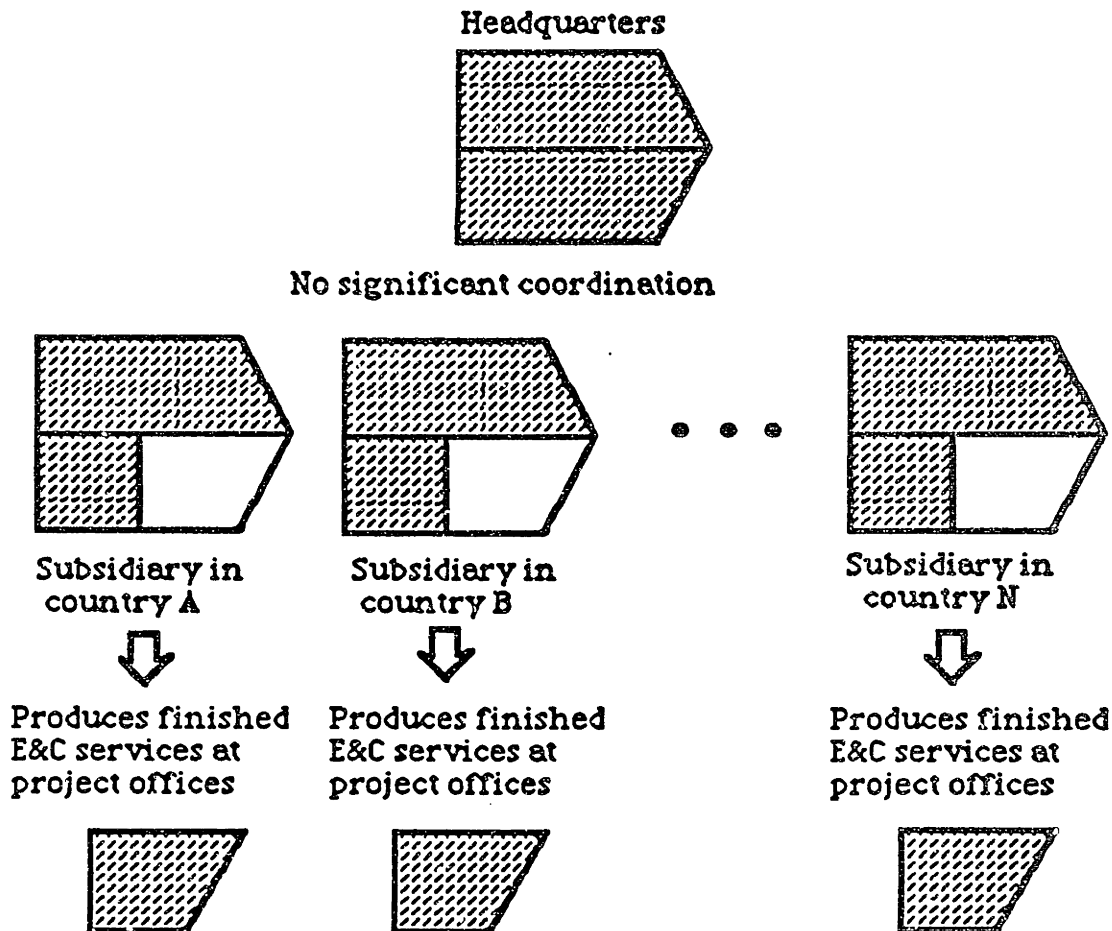 Headquarters
No significant coordination
Subsidiary in
country A
Subsidiary in
country B
Subsidiary in
country N
Produces finished
E&C services at
project offices
Produces finished
E&C services at
project offices
Produces finished
E&C services at
project offices